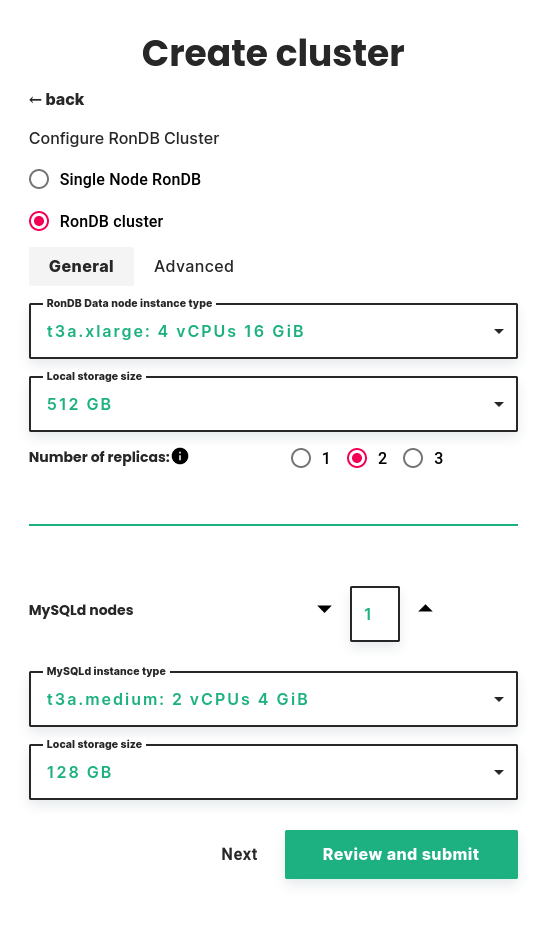 Create cluster
← back
Configure RonDB Cluster
Single Node RonDB
RonDB cluster
General Advanced
RonDB Data node instance type
t3a.xlarge: 4 vCPUs 16 GiB
Local storage size
512 GB
Number of replicas: 1 2 3
MySQLd nodes 1
MySQLd instance type
t3a.medium: 2 vCPUs 4 GiB
Local storage size
128 GB
Next Review and submit